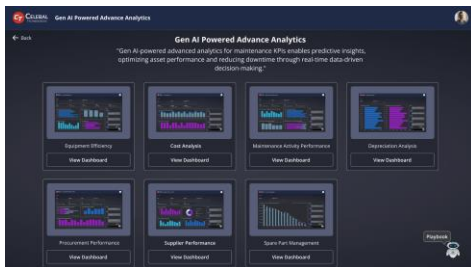 CELEBAL
Gen AI Powered Advance Analytics
← Back
Gen AI Powered Advance Analytics
"Gen AI-powered advanced analytics for maintenance KPIs enables predictive insights,
optimizing asset performance and reducing downtime through real-time data-driven
decision-making."
Equipment Efficiency
Cost Analysis
Maintenance Activity Performance
Depreciation Analysis
View Dashboard
View Dashboard
View Dashboard
View Dashboard
Procurement Performance
Supplier Performance
Spare Part Management
View Dashboard
View Dashboard
View Dashboard
Playbook